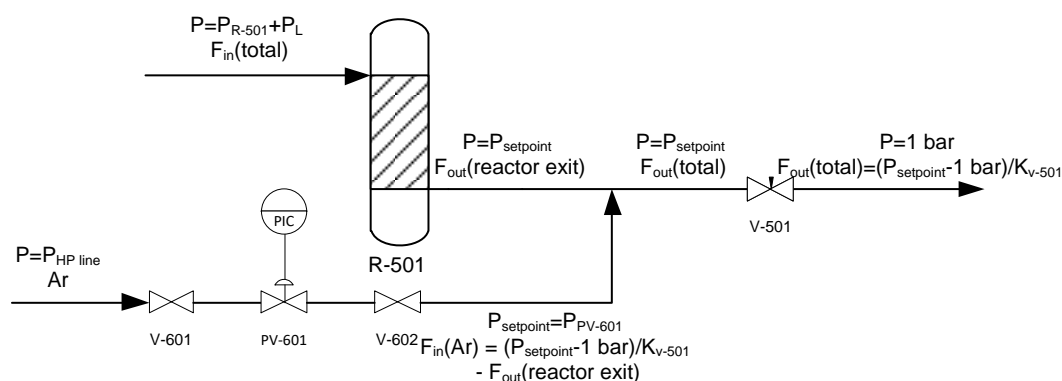 P=P_R-501+P_L
F_in(total)
P=P_setpoint
F_out(reactor exit)
P=P_setpoint
F_out(total)
P=1 bar
F_out(total)=(P_setpoint-1 bar)/K_v-501
V-501
PIC
R-501
P=P_HP line
Ar
V-601
PV-601
V-602
P_setpoint=P_PV-601
F_in(Ar) = (P_setpoint-1 bar)/K_v-501
- F_out(reactor exit)